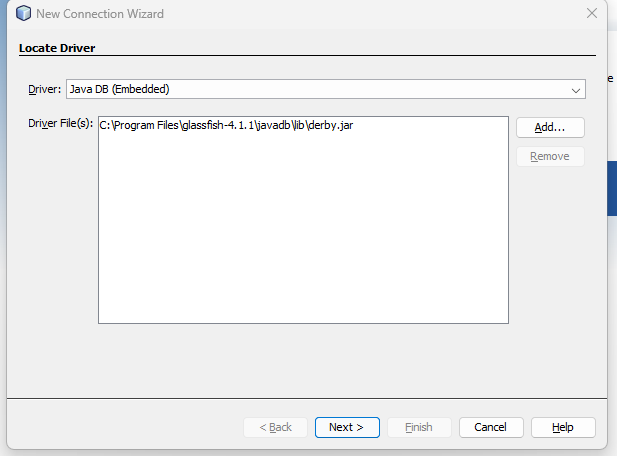 New Connection Wizard
Locate Driver
Driver: Java DB (Embedded)
Driver File(s): C:\Program Files\glassfish-4.1.1\javadb\lib\derby.jar
Add...
Remove
e
< Back Next > Finish Cancel Help